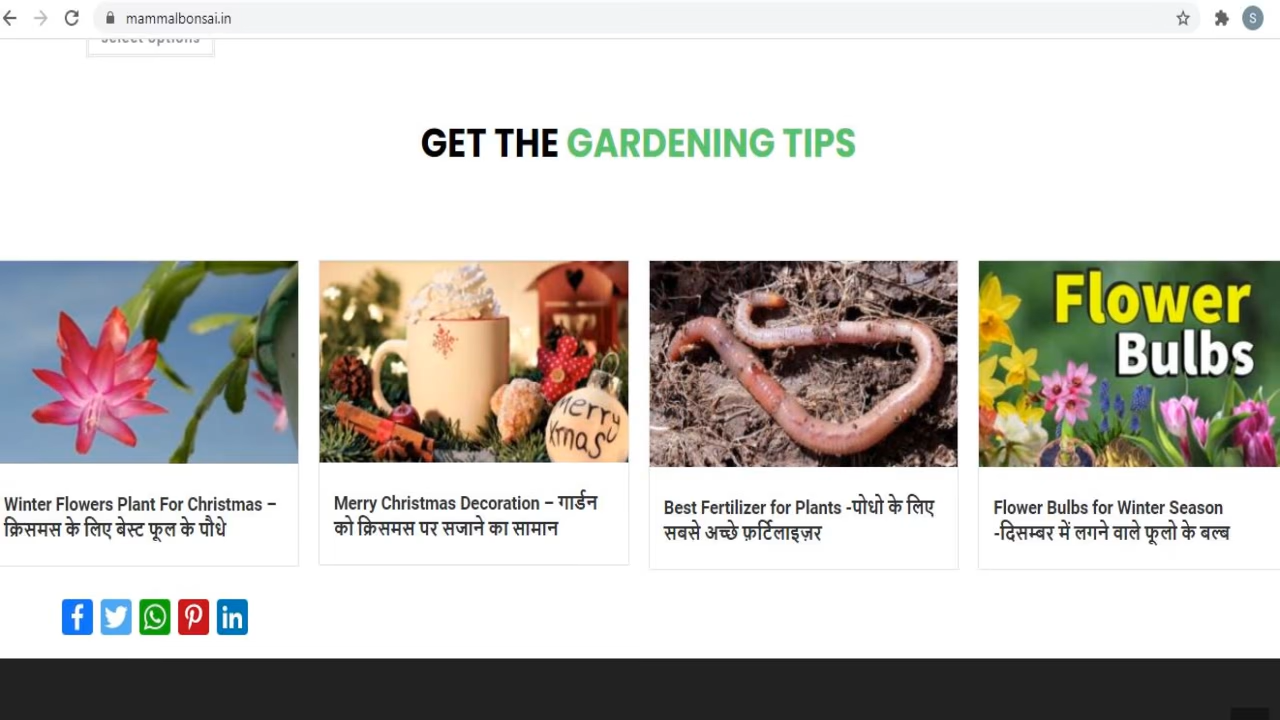 mammalbonsai.in
S
Select options
GET THE GARDENING TIPS
Flower
Bulbs
Merry
Winter Flowers Plant For Christmas –
क्रिसमस के लिए बेस्ट फूल के पौधे
Merry Christmas Decoration – गार्डन
को क्रिसमस पर सजाने का सामान
Best Fertilizer for Plants -पोधो के लिए
सबसे अच्छे फ़र्टिलाइज़र
Flower Bulbs for Winter Season
-दिसम्बर में लगने वाले फूलो के बल्ब